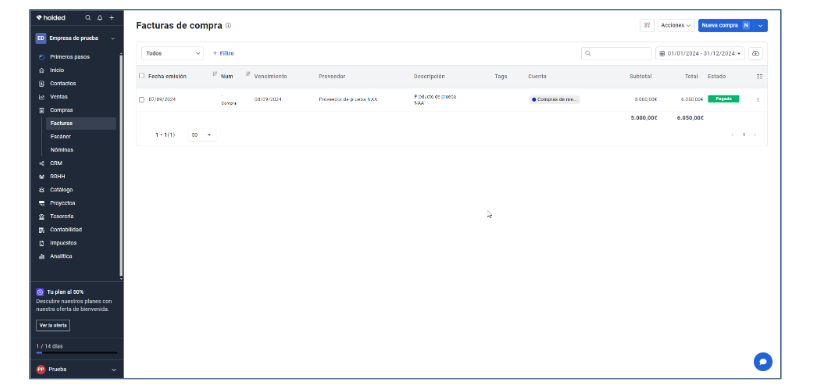 holded
ED Empresa de prueba
Primeros pasos
Inicio
Contactos
Ventas
Compras
Facturas
Escáner
Nóminas
CRM
RRHH
Catálogo
Proyectos
Tesorería
Contabilidad
Impuestos
Analítica
Tu plan al 50%
Descubre nuestros planes con
nuestra oferta de bienvenida.
Ver la oferta
1 / 14 días
PP Prueba
Facturas de compra
Acciones
Nueva compra N
Todos
+ Filtro
01/01/2024 - 31/12/2024
Fecha emisión Num Vencimiento Proveedor Descripción Tags Cuenta Subtotal Total Estado
07/09/2024 Compra 08/09/2024 Proveedor de prueba NAA Producto de prueba NAA Compras de me... 5.000,00€ 6.050,00€ Pagado
5.000,00€ 6.050,00€
1 - 1(1)